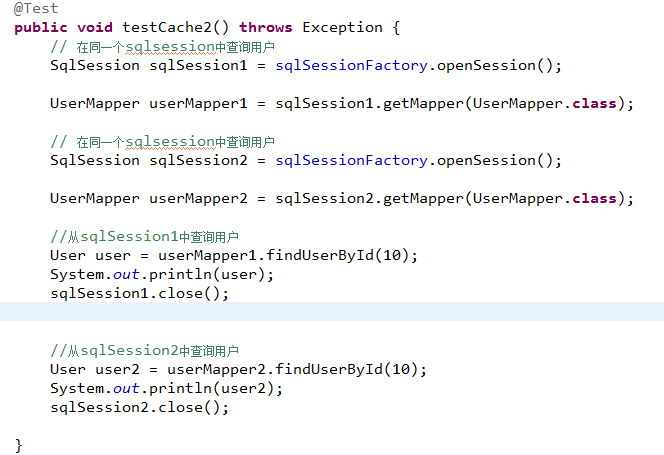 @Test
public void testCache2() throws Exception {
// 在同一个sqlsession中查询用户
SqlSession sqlSession1 = sqlSessionFactory.openSession();
UserMapper userMapper1 = sqlSession1.getMapper(UserMapper.class);
// 在同一个sqlsession中查询用户
SqlSession sqlSession2 = sqlSessionFactory.openSession();
UserMapper userMapper2 = sqlSession2.getMapper(UserMapper.class);
//从sqlSession1中查询用户
User user = userMapper1.findUserById(10);
System.out.println(user);
sqlSession1.close();
//从sqlSession2中查询用户
User user2 = userMapper2.findUserById(10);
System.out.println(user2);
sqlSession2.close();
}